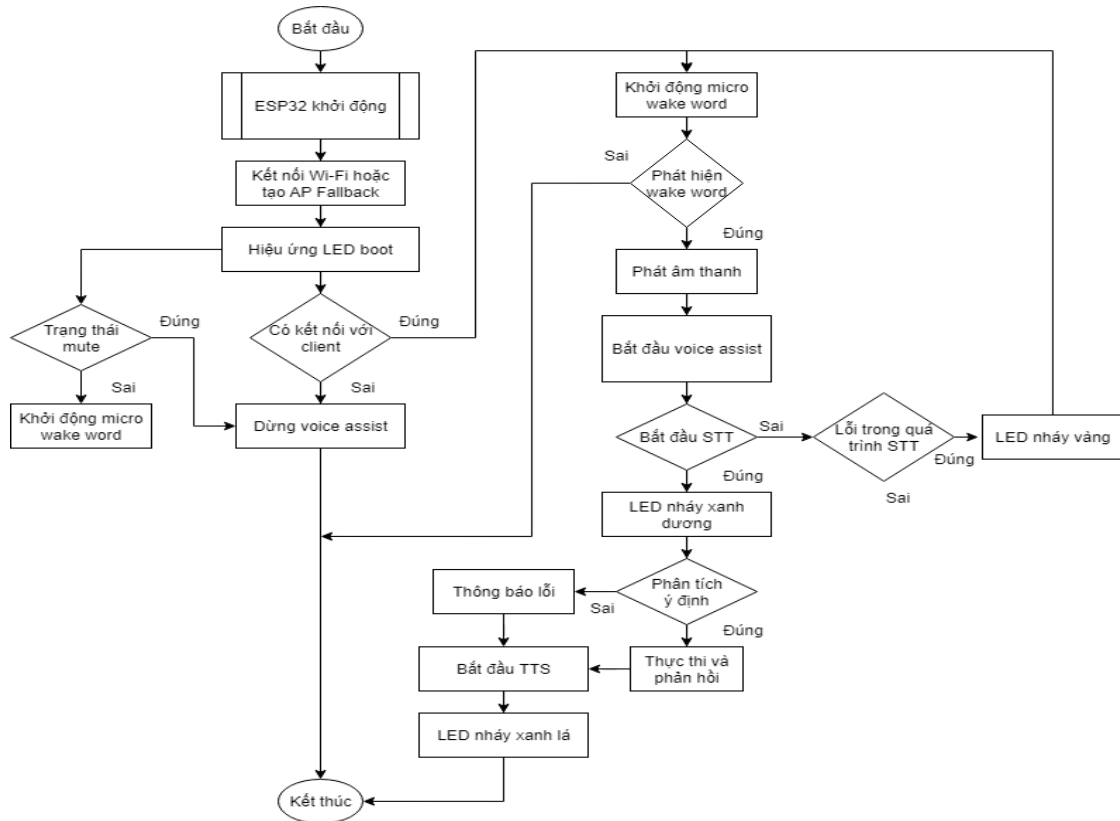 Bắt đầu
ESP32 khởi động
Kết nối Wi-Fi hoặc
tạo AP Fallback
Hiệu ứng LED boot
Trạng thái
mute
Đúng
Sai
Khởi động micro
wake word
Có kết nối với
client
Đúng
Sai
Dừng voice assist
Khởi động micro
wake word
Sai
Phát hiện
wake word
Đúng
Phát âm thanh
Bắt đầu voice assist
Bắt đầu STT
Sai
Lỗi trong quá
trình STT
Đúng
LED nháy vàng
Sai
Đúng
LED nháy xanh
dương
Phân tích
ý định
Sai
Thông báo lỗi
Đúng
Thực thi và
phản hồi
Bắt đầu TTS
LED nháy xanh lá
Kết thúc